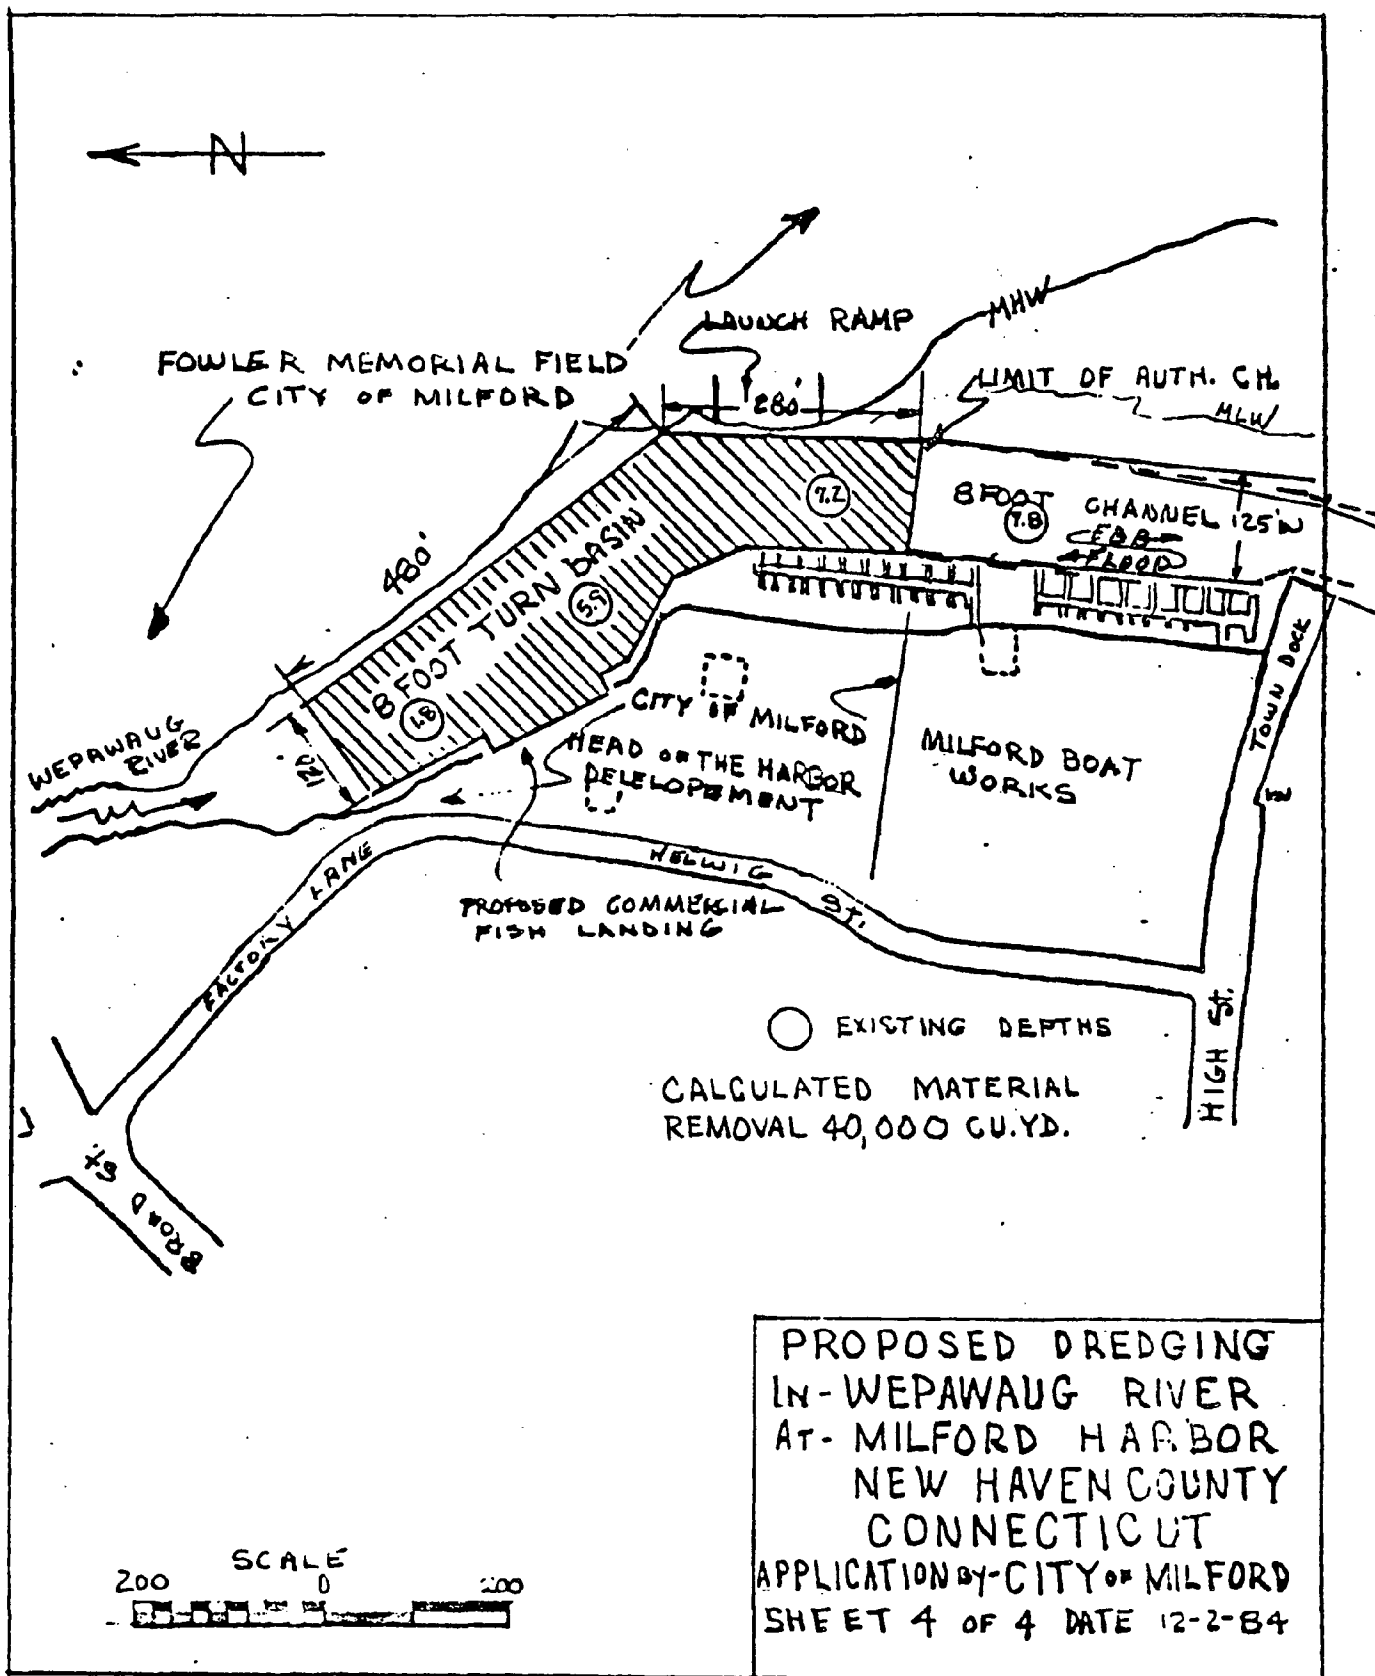 N
LAUNCH RAMP
MHW
FOWLER MEMORIAL FIELD
CITY OF MILFORD
280'
LIMIT OF AUTH. CH.
MLW
480'
7.2
8 FOOT
7.8
CHANNEL 125' W
EBB
FLOOD
8 FOOT TURN BASIN
5.9
1.8
120'
WEPAWAUG
RIVER
CITY OF MILFORD
HEAD OF THE HARBOR
DELELOPEMENT
MILFORD BOAT
WORKS
TOWN DOCK
FACTORY LANE
HELWIG St.
PROPOSED COMMERCIAL
FISH LANDING
EXISTING DEPTHS
HIGH St.
CALCULATED MATERIAL
REMOVAL 40,000 CU.YD.
BROAD St
PROPOSED DREDGING
IN-WEPAWAUG RIVER
AT- MILFORD HARBOR
NEW HAVEN COUNTY
CONNECTICUT
APPLICATION BY-CITY OF MILFORD
SHEET 4 OF 4 DATE 12-2-84
SCALE
200 0 200